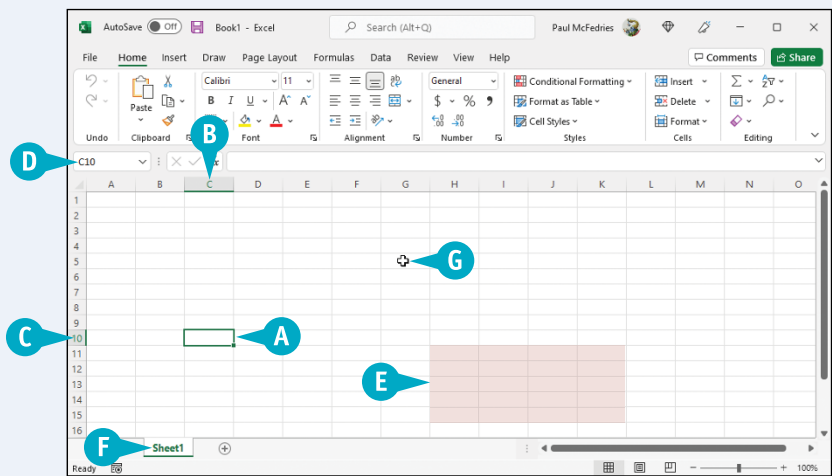 AutoSave Off Book1 - Excel Search (Alt+Q) Paul McFedries
File Home Insert Draw Page Layout Formulas Data Review View Help Comments Share
Calibri 11 General Conditional Formatting Insert
Paste B I U A A $ % 9 Format as Table Delete
A Cell Styles Format
Undo Clipboard Font Alignment Number Styles Cells Editing
B
D C10
A B C D E F G H I J K L M N O
1
2
3
4
5 G
6
7
8
9
C 10 A
11
12
13 E
14
15
16
F Sheet1
Ready 100%